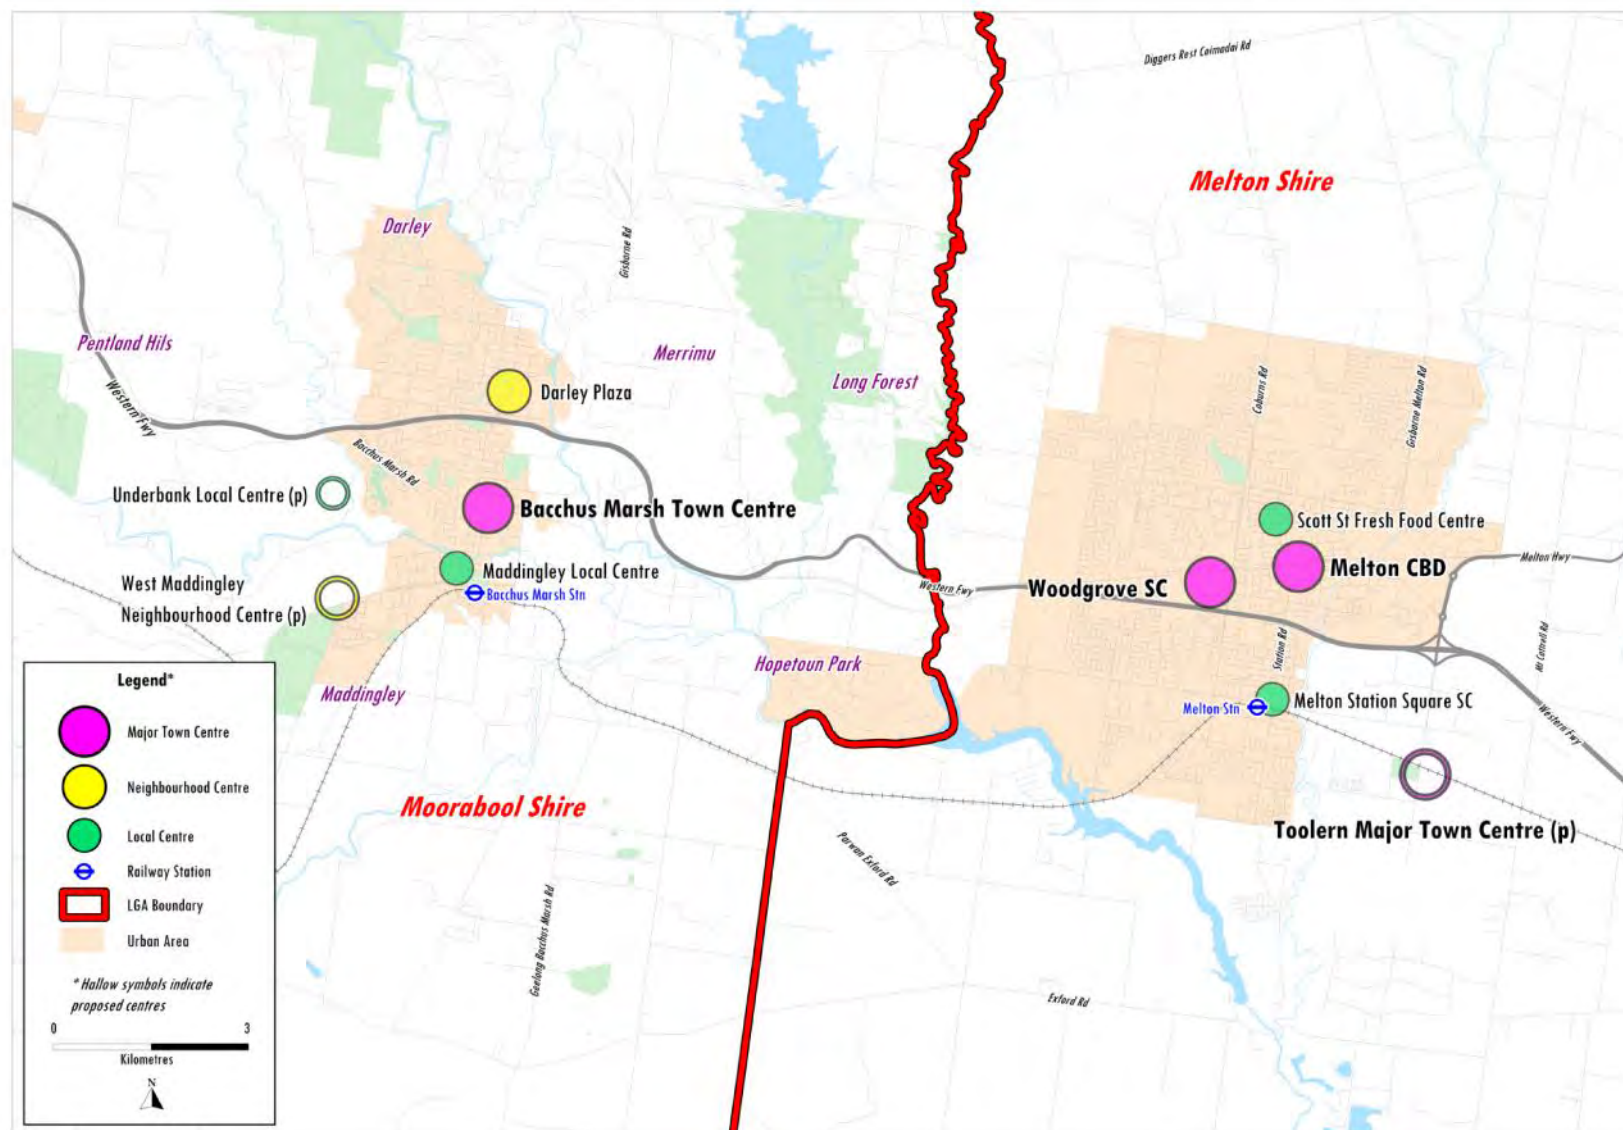 Diggers Rest Coimadai Rd
Melton Shire
Darley
Gisborne Rd
Pentland Hils
Merrimu
Long Forest
Western Fwy
Darley Plaza
Coburns Rd
Gisborne Melton Rd
Bacchus Marsh Rd
Underbank Local Centre (p)
Bacchus Marsh Town Centre
Scott St Fresh Food Centre
Melton Hwy
West Maddingley
Neighbourhood Centre (p)
Maddingley Local Centre
Bacchus Marsh Stn
Western Fwy
Woodgrove SC
Melton CBD
Station Rd
Mt Cottrell Rd
Hopetoun Park
Maddingley
Melton Stn
Melton Station Square SC
Western Fwy
Moorabool Shire
Toolern Major Town Centre (p)
Parwan Exford Rd
Geelong Bacchus Marsh Rd
Exford Rd
Legend*
Major Town Centre
Neighbourhood Centre
Local Centre
Railway Station
LGA Boundary
Urban Area
* Hallow symbols indicate
proposed centres
0 3
Kilometres
N